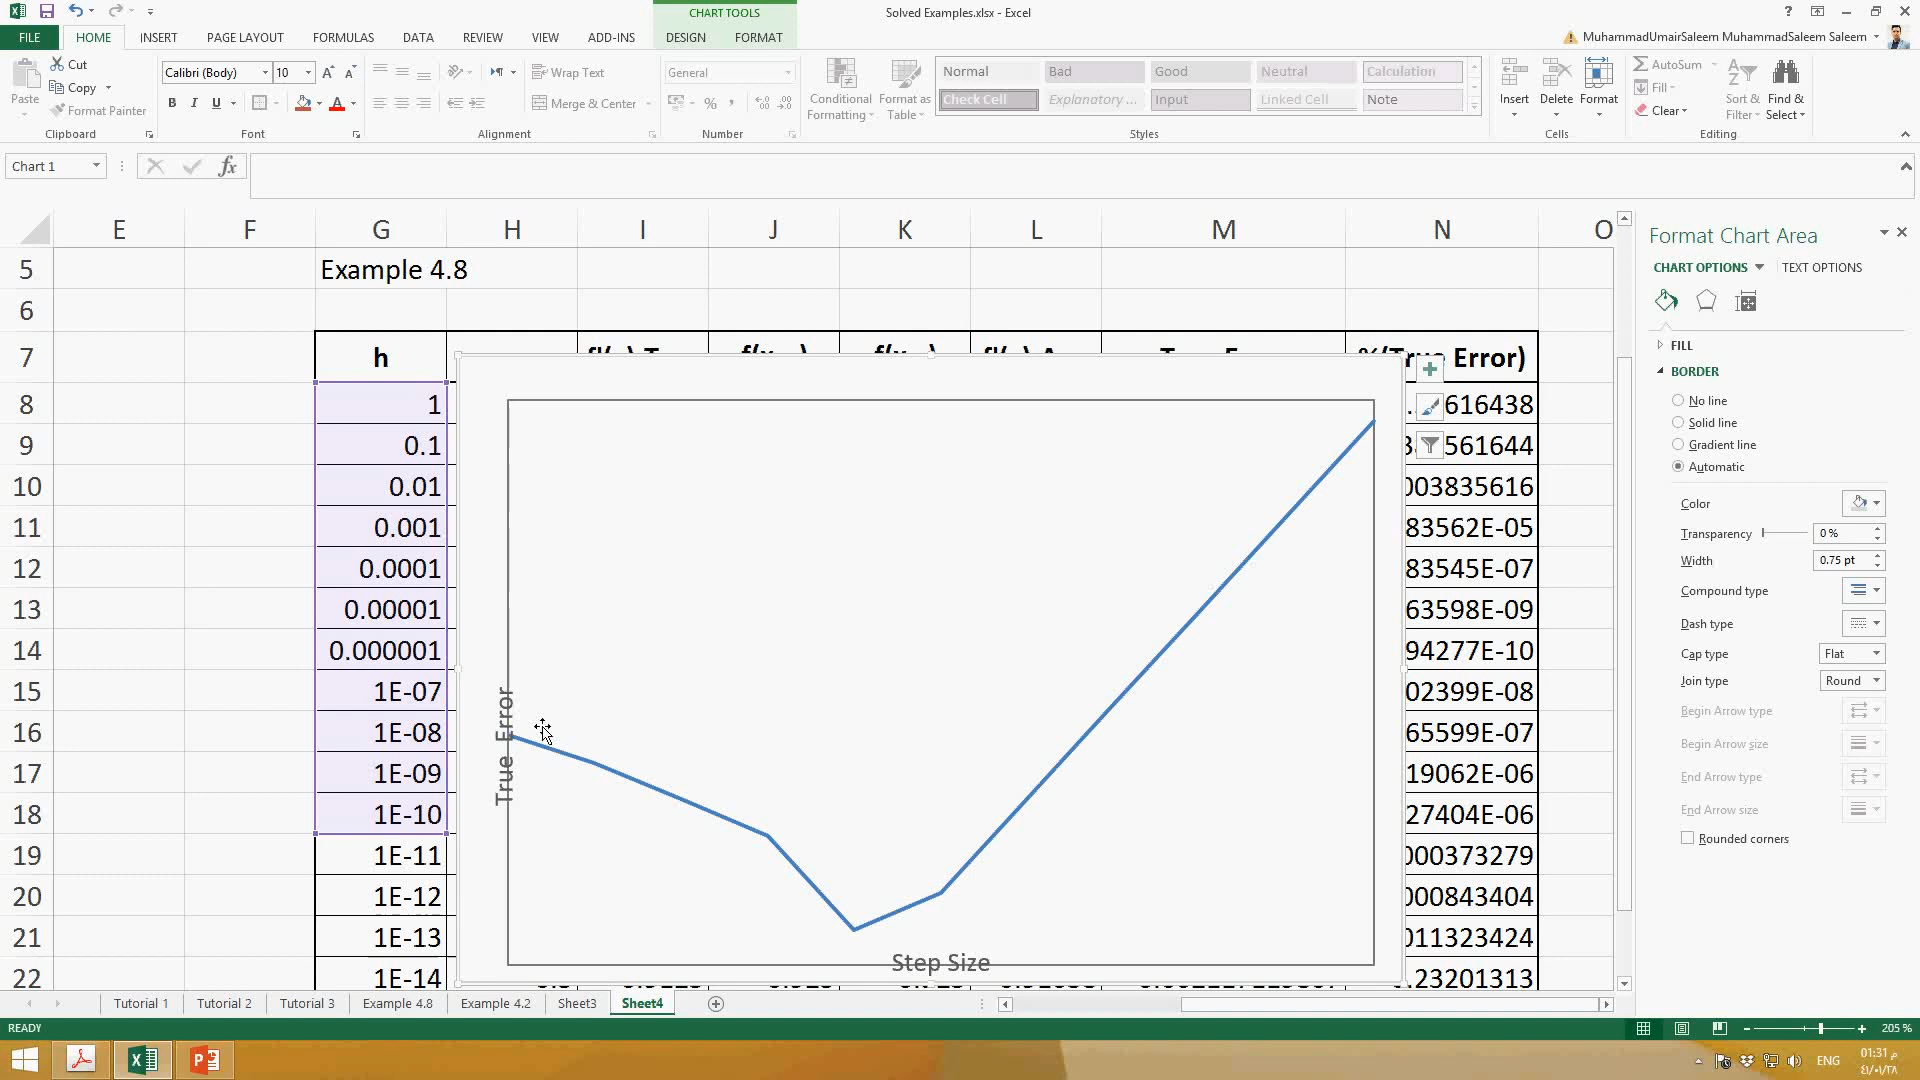 Solved Examples.xlsx - Excel
CHART TOOLS
FILE HOME INSERT PAGE LAYOUT FORMULAS DATA REVIEW VIEW ADD-INS DESIGN FORMAT
MuhammadUmairSaleem MuhammadSaleem Saleem
Paste
Cut
Copy
Format Painter
Clipboard
Calibri (Body) 10
B I U
Font
Wrap Text
Merge & Center
Alignment
General
Number
Conditional Formatting
Format as Table
Normal Bad Good Neutral Calculation
Check Cell Explanatory ... Input Linked Cell Note
Styles
Insert Delete Format
Cells
AutoSum
Fill
Clear
Sort & Filter
Find & Select
Editing
Chart 1
fx
E F G H I J K L M N O
5 Example 4.8
6
7 h %(True Error)
8 1 616438
9 0.1 561644
10 0.01 003835616
11 0.001 83562E-05
12 0.0001 83545E-07
13 0.00001 63598E-09
14 0.000001 94277E-10
15 1E-07 02399E-08
16 1E-08 65599E-07
17 1E-09 19062E-06
18 1E-10 27404E-06
19 1E-11 000373279
20 1E-12 000843404
21 1E-13 011323424
22 1E-14 .23201313
True Error
Step Size
Format Chart Area
CHART OPTIONS TEXT OPTIONS
FILL
BORDER
No line
Solid line
Gradient line
Automatic
Color
Transparency 0 %
Width 0.75 pt
Compound type
Dash type
Cap type Flat
Join type Round
Begin Arrow type
Begin Arrow size
End Arrow type
End Arrow size
Rounded corners
Tutorial 1 Tutorial 2 Tutorial 3 Example 4.8 Example 4.2 Sheet3 Sheet4
READY
205 %
ENG
01:31 م
٤١/٠١/٢٨